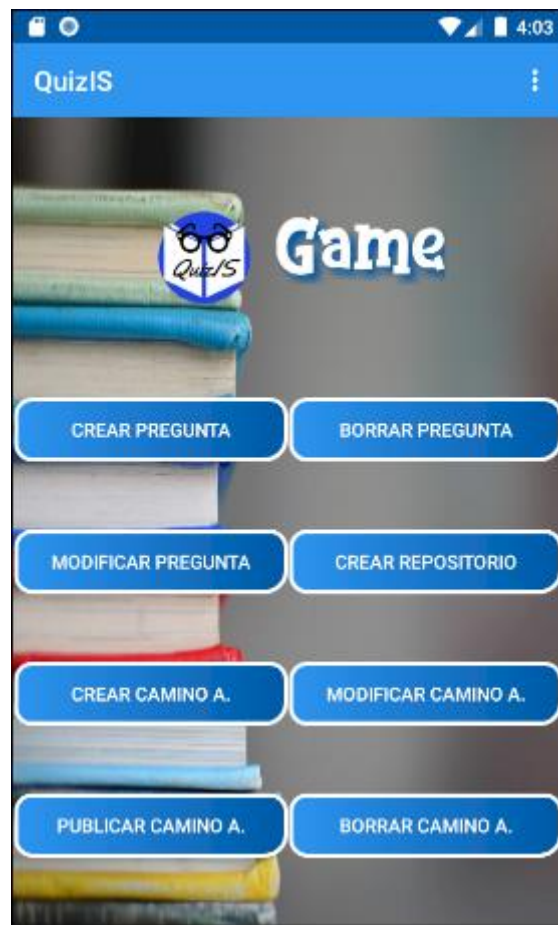 4:03
QuizIS
QuizIS
Game
CREAR PREGUNTA
BORRAR PREGUNTA
MODIFICAR PREGUNTA
CREAR REPOSITORIO
CREAR CAMINO A.
MODIFICAR CAMINO A.
PUBLICAR CAMINO A.
BORRAR CAMINO A.